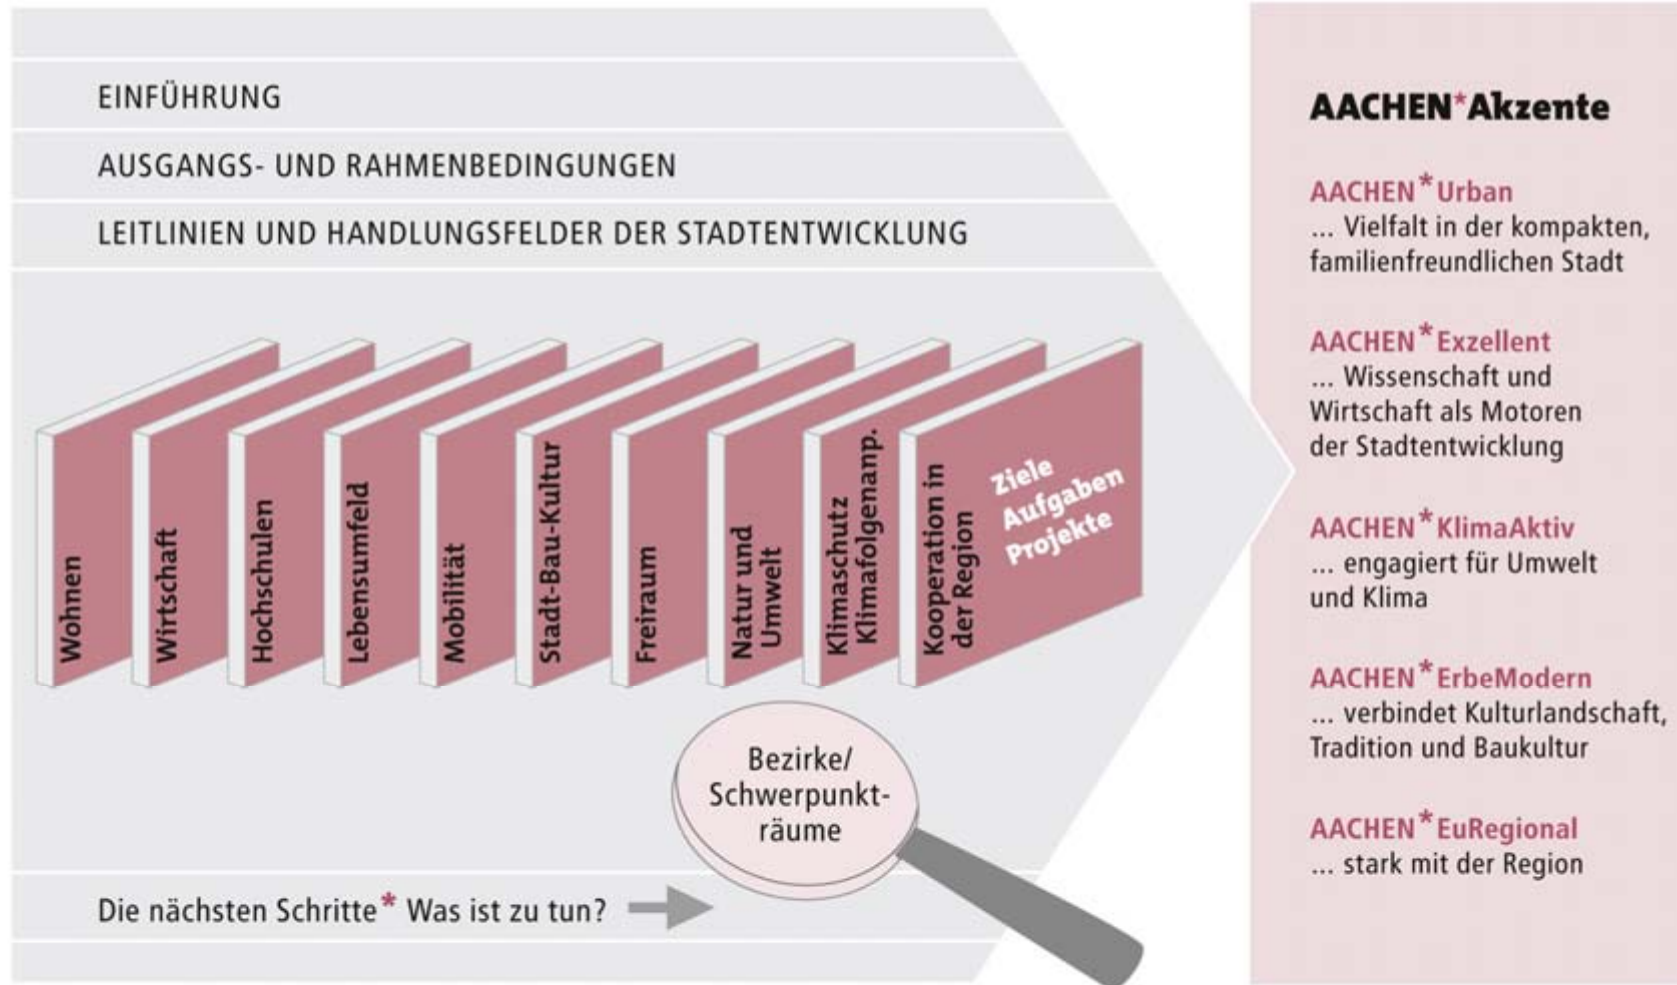 EINFÜHRUNG
AUSGANGS- UND RAHMENBEDINGUNGEN
LEITLINIEN UND HANDLUNGSFELDER DER STADTENTWICKLUNG
Wohnen
Wirtschaft
Hochschulen
Lebensumfeld
Mobilität
Stadt-Bau-Kultur
Freiraum
Natur und
Umwelt
Klimaschutz
Klimafolgenanp.
Kooperation in
der Region
Ziele
Aufgaben
Projekte
Bezirke/
Schwerpunkt-
räume
Die nächsten Schritte* Was ist zu tun?
AACHEN*Akzente
AACHEN*Urban
... Vielfalt in der kompakten,
familienfreundlichen Stadt
AACHEN*Exzellent
... Wissenschaft und
Wirtschaft als Motoren
der Stadtentwicklung
AACHEN*KlimaAktiv
... engagiert für Umwelt
und Klima
AACHEN*ErbeModern
... verbindet Kulturlandschaft,
Tradition und Baukultur
AACHEN*EuRegional
... stark mit der Region